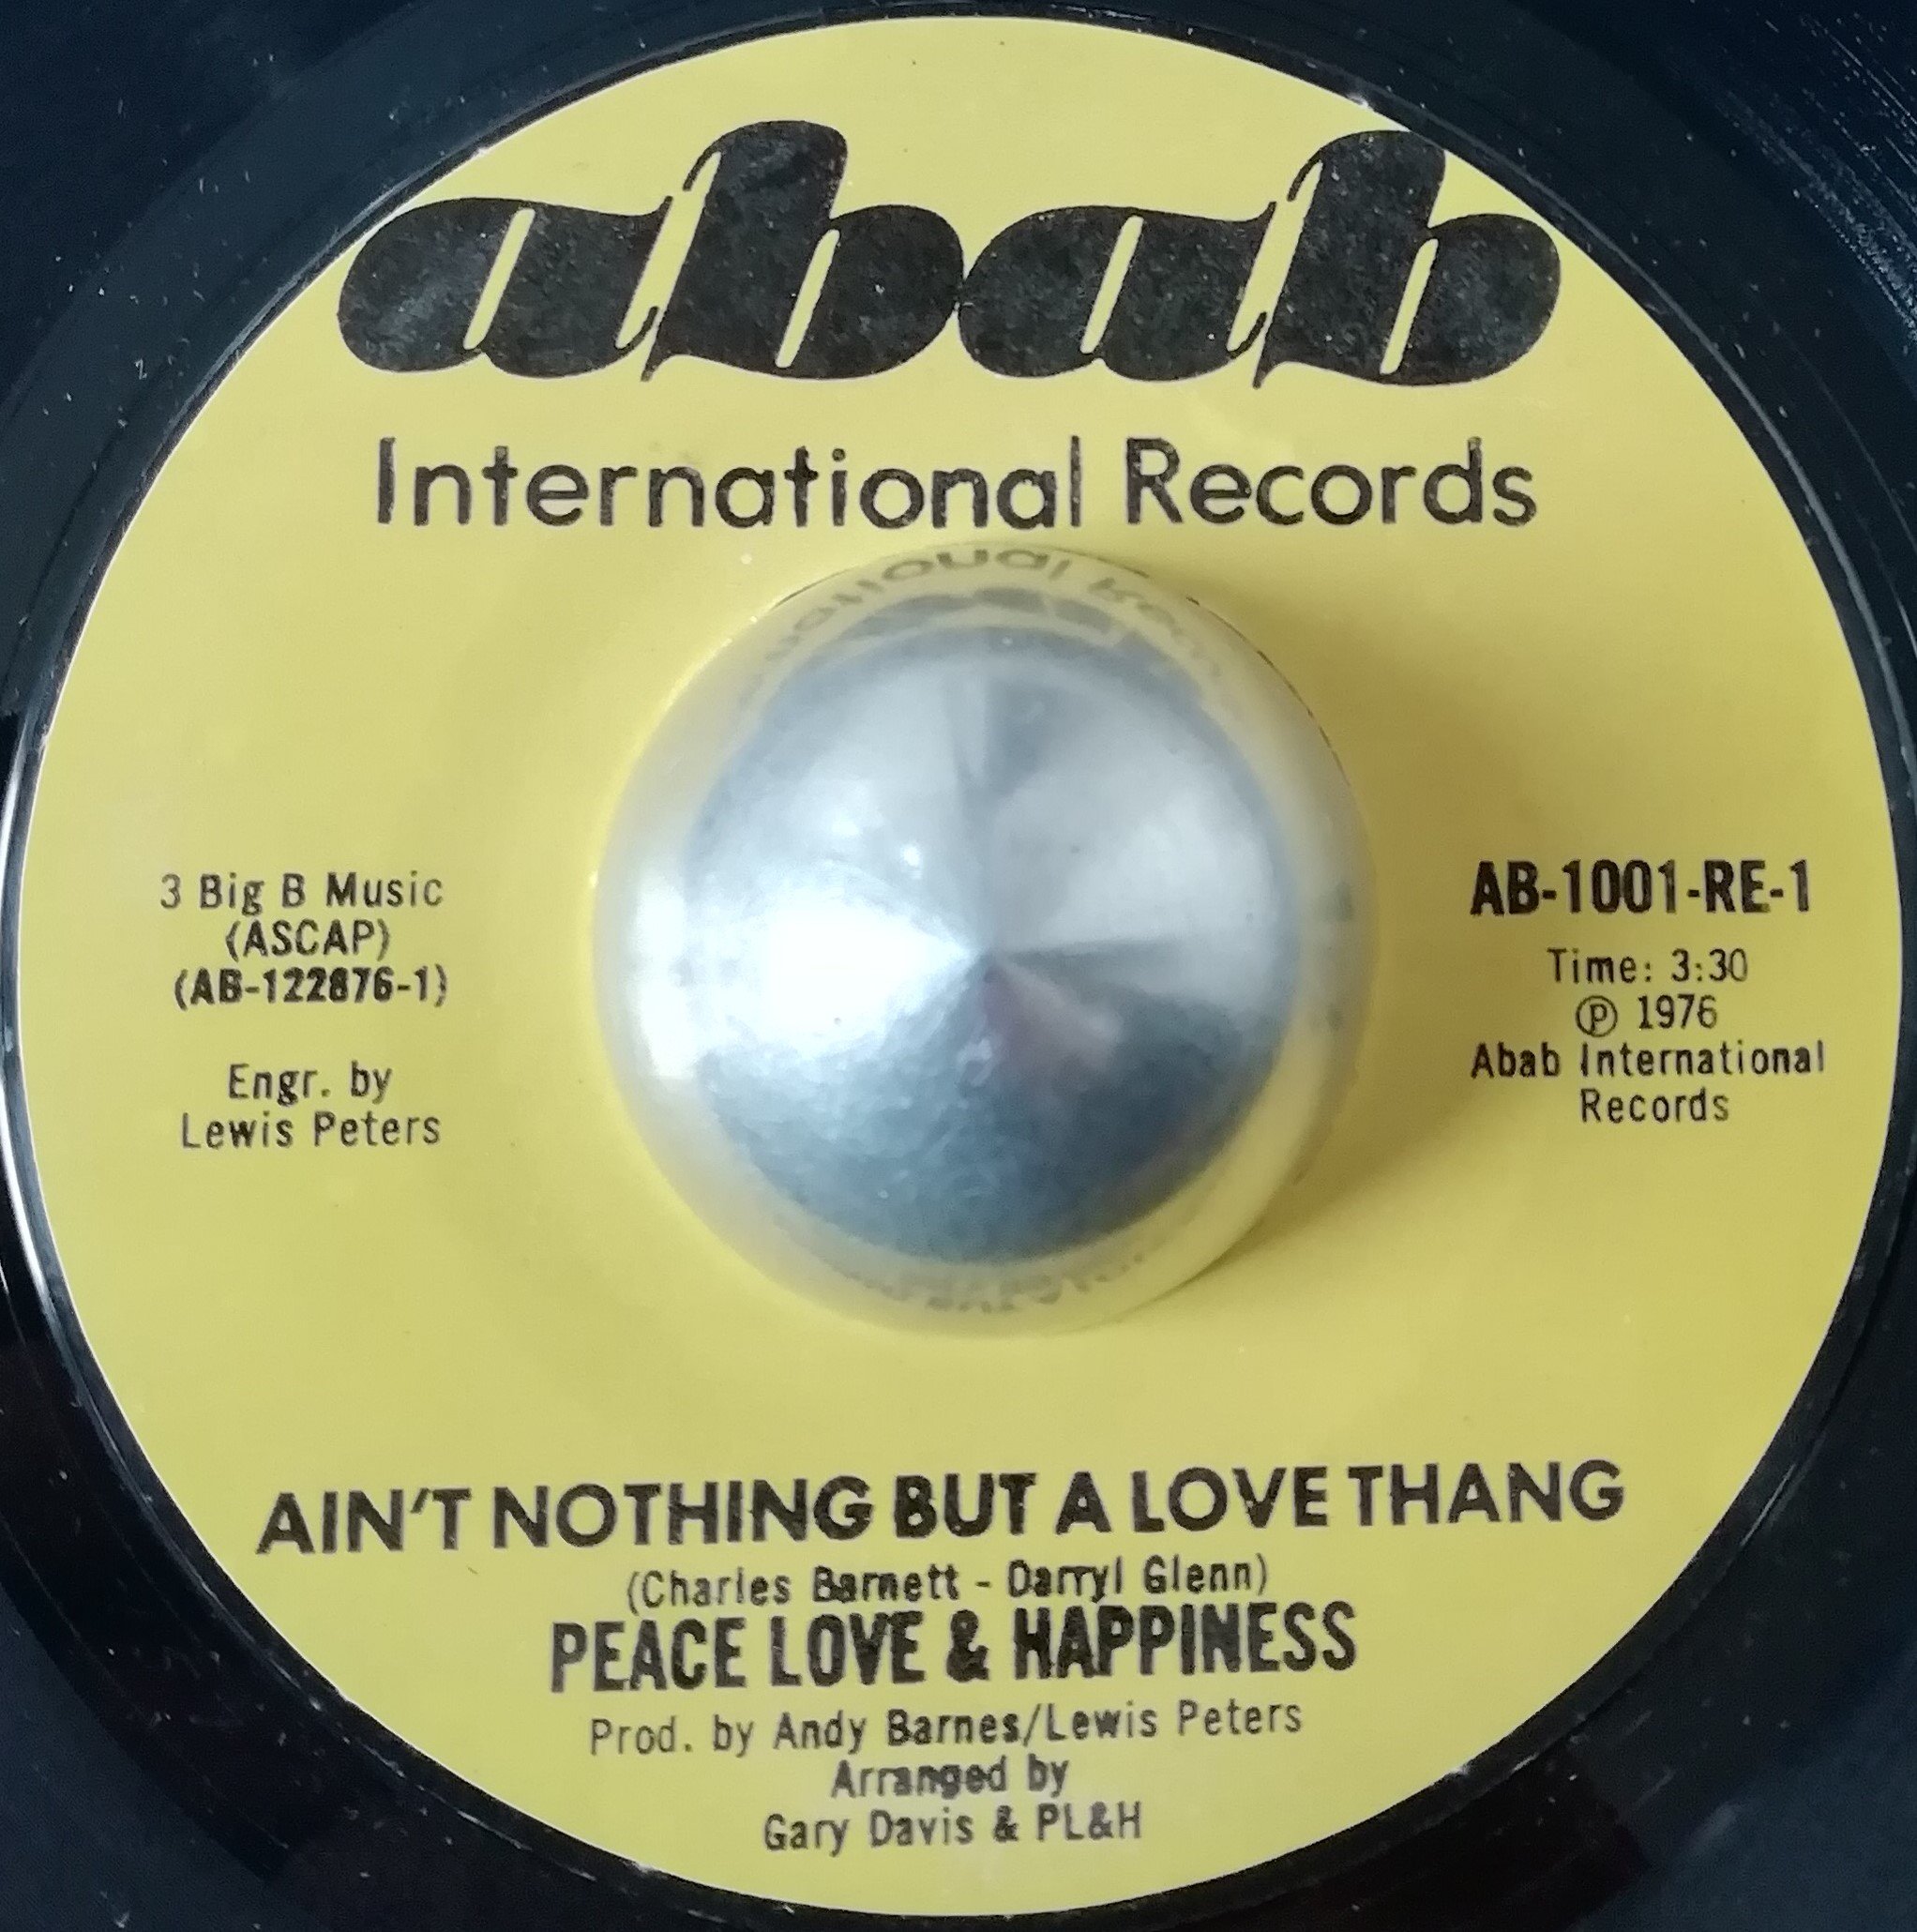 abab
International Records
3 Big B Music
(ASCAP)
(AB-122876-1)
Engr. by
Lewis Peters
AB-1001-RE-1
Time: 3:30
Ⓟ 1976
Abab International
Records
AIN'T NOTHING BUT A LOVE THANG
(Charles Barnett - Darryl Glenn)
PEACE LOVE & HAPPINESS
Prod. by Andy Barnes/Lewis Peters
Arranged by
Gary Davis & PL&H